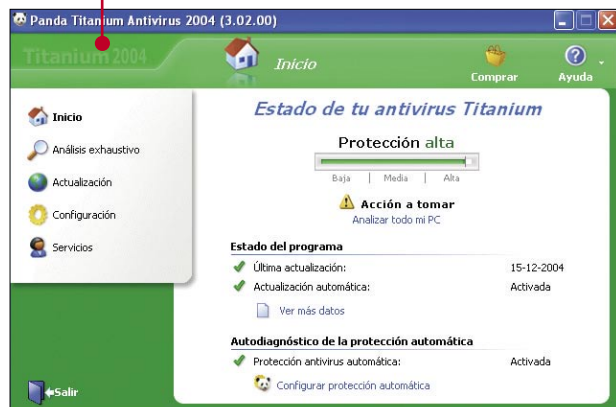 Panda Titanium Antivirus 2004 (3.02.00)
Titanium 2004
Inicio
Comprar
Ayuda
Inicio
Análisis exhaustivo
Actualización
Configuración
Servicios
Salir
Estado de tu antivirus Titanium
Protección alta
Baja | Media | Alta
Acción a tomar
Analizar todo mi PC
Estado del programa
Última actualización: 15-12-2004
Actualización automática: Activada
Ver más datos
Autodiagnóstico de la protección automática
Protección antivirus automática: Activada
Configurar protección automática